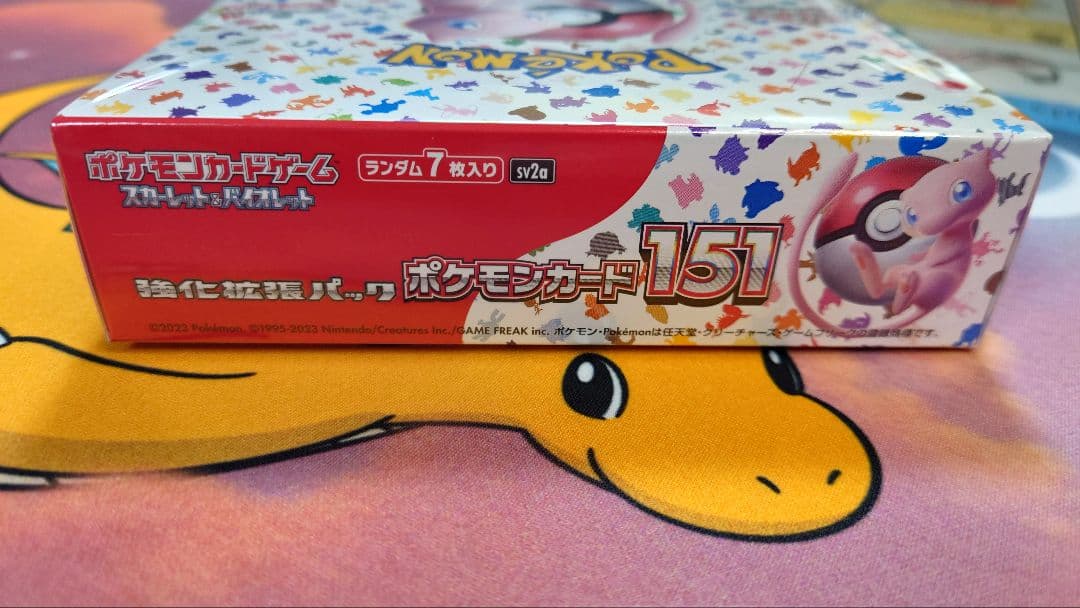 POKÉMON
ポケモンカードゲーム
スカーレット&バイオレット
ランダム7枚入り
sv2a
強化拡張パック ポケモンカード151
©2023 Pokémon. ©1995-2023 Nintendo/Creatures Inc./GAME FREAK inc. ポケモン・Pokémonは任天堂・クリーチャーズ・ゲームフリークの登録商標です。